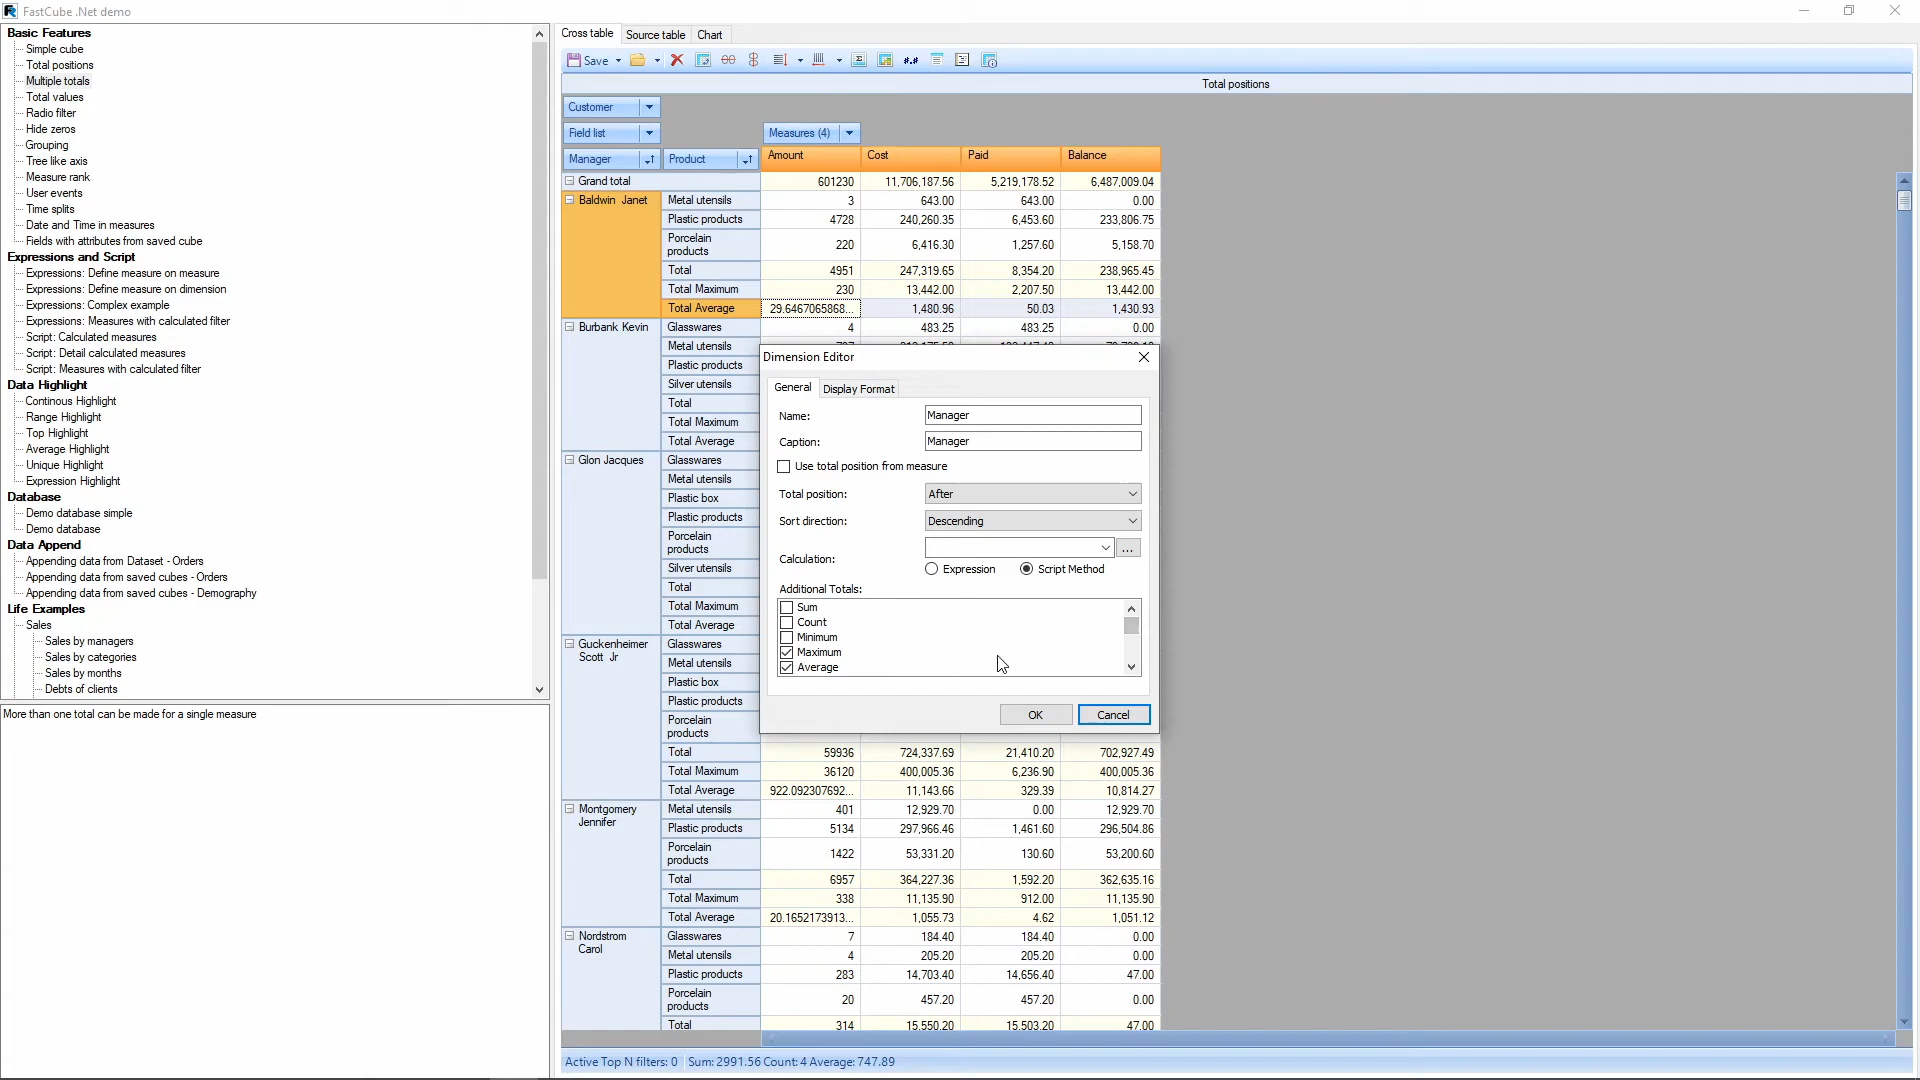 FastCube .Net demo
Basic Features
Simple cube
Total positions
Multiple totals
Total values
Radio filter
Hide zeros
Grouping
Tree like axis
Measure rank
User events
Time splits
Date and Time in measures
Fields with attributes from saved cube
Expressions and Script
Expressions: Define measure on measure
Expressions: Define measure on dimension
Expressions: Complex example
Expressions: Measures with calculated filter
Script: Calculated measures
Script: Detail calculated measures
Script: Measures with calculated filter
Data Highlight
Continous Highlight
Range Highlight
Top Highlight
Average Highlight
Unique Highlight
Expression Highlight
Database
Demo database simple
Demo database
Data Append
Appending data from Dataset - Orders
Appending data from saved cubes - Orders
Appending data from saved cubes - Demography
Life Examples
Sales
Sales by managers
Sales by categories
Sales by months
Debts of clients
More than one total can be made for a single measure
Cross table Source table Chart
Save
Total positions
Customer
Field list Measures (4)
Manager Product Amount Cost Paid Balance
Grand total 601230 11,706,187.56 5,219,178.52 6,487,009.04
Baldwin Janet Metal utensils 3 643.00 643.00 0.00
Plastic products 4728 240,260.35 6,453.60 233,806.75
Porcelain
products 220 6,416.30 1,257.60 5,158.70
Total 4951 247,319.65 8,354.20 238,965.45
Total Maximum 230 13,442.00 2,207.50 13,442.00
Total Average 29.6467065868... 1,480.96 50.03 1,430.93
Burbank Kevin Glasswares 4 483.25 483.25 0.00
Metal utensils
Plastic products
Silver utensils
Total
Total Maximum
Total Average
Glon Jacques Glasswares
Metal utensils
Plastic box
Plastic products
Porcelain
products
Silver utensils
Total
Total Maximum
Total Average
Guckenheimer Glasswares
Scott Jr Metal utensils
Plastic box
Plastic products
Porcelain
products
Total 59936 724,337.69 21,410.20 702,927.49
Total Maximum 36120 400,005.36 6,236.90 400,005.36
Total Average 922.092307692... 11,143.66 329.39 10,814.27
Montgomery Metal utensils 401 12,929.70 0.00 12,929.70
Jennifer Plastic products 5134 297,966.46 1,461.60 296,504.86
Porcelain
products 1422 53,331.20 130.60 53,200.60
Total 6957 364,227.36 1,592.20 362,635.16
Total Maximum 338 11,135.90 912.00 11,135.90
Total Average 20.1652173913... 1,055.73 4.62 1,051.12
Nordstrom Glasswares 7 184.40 184.40 0.00
Carol Metal utensils 4 205.20 205.20 0.00
Plastic products 283 14,703.40 14,656.40 47.00
Porcelain
products 20 457.20 457.20 0.00
Total 314 15,550.20 15,503.20 47.00
Active Top N filters: 0 Sum: 2991.56 Count: 4 Average: 747.89
Dimension Editor
General Display Format
Name: Manager
Caption: Manager
Use total position from measure
Total position: After
Sort direction: Descending
Calculation: ...
Expression Script Method
Additional Totals:
Sum
Count
Minimum
Maximum
Average
OK Cancel